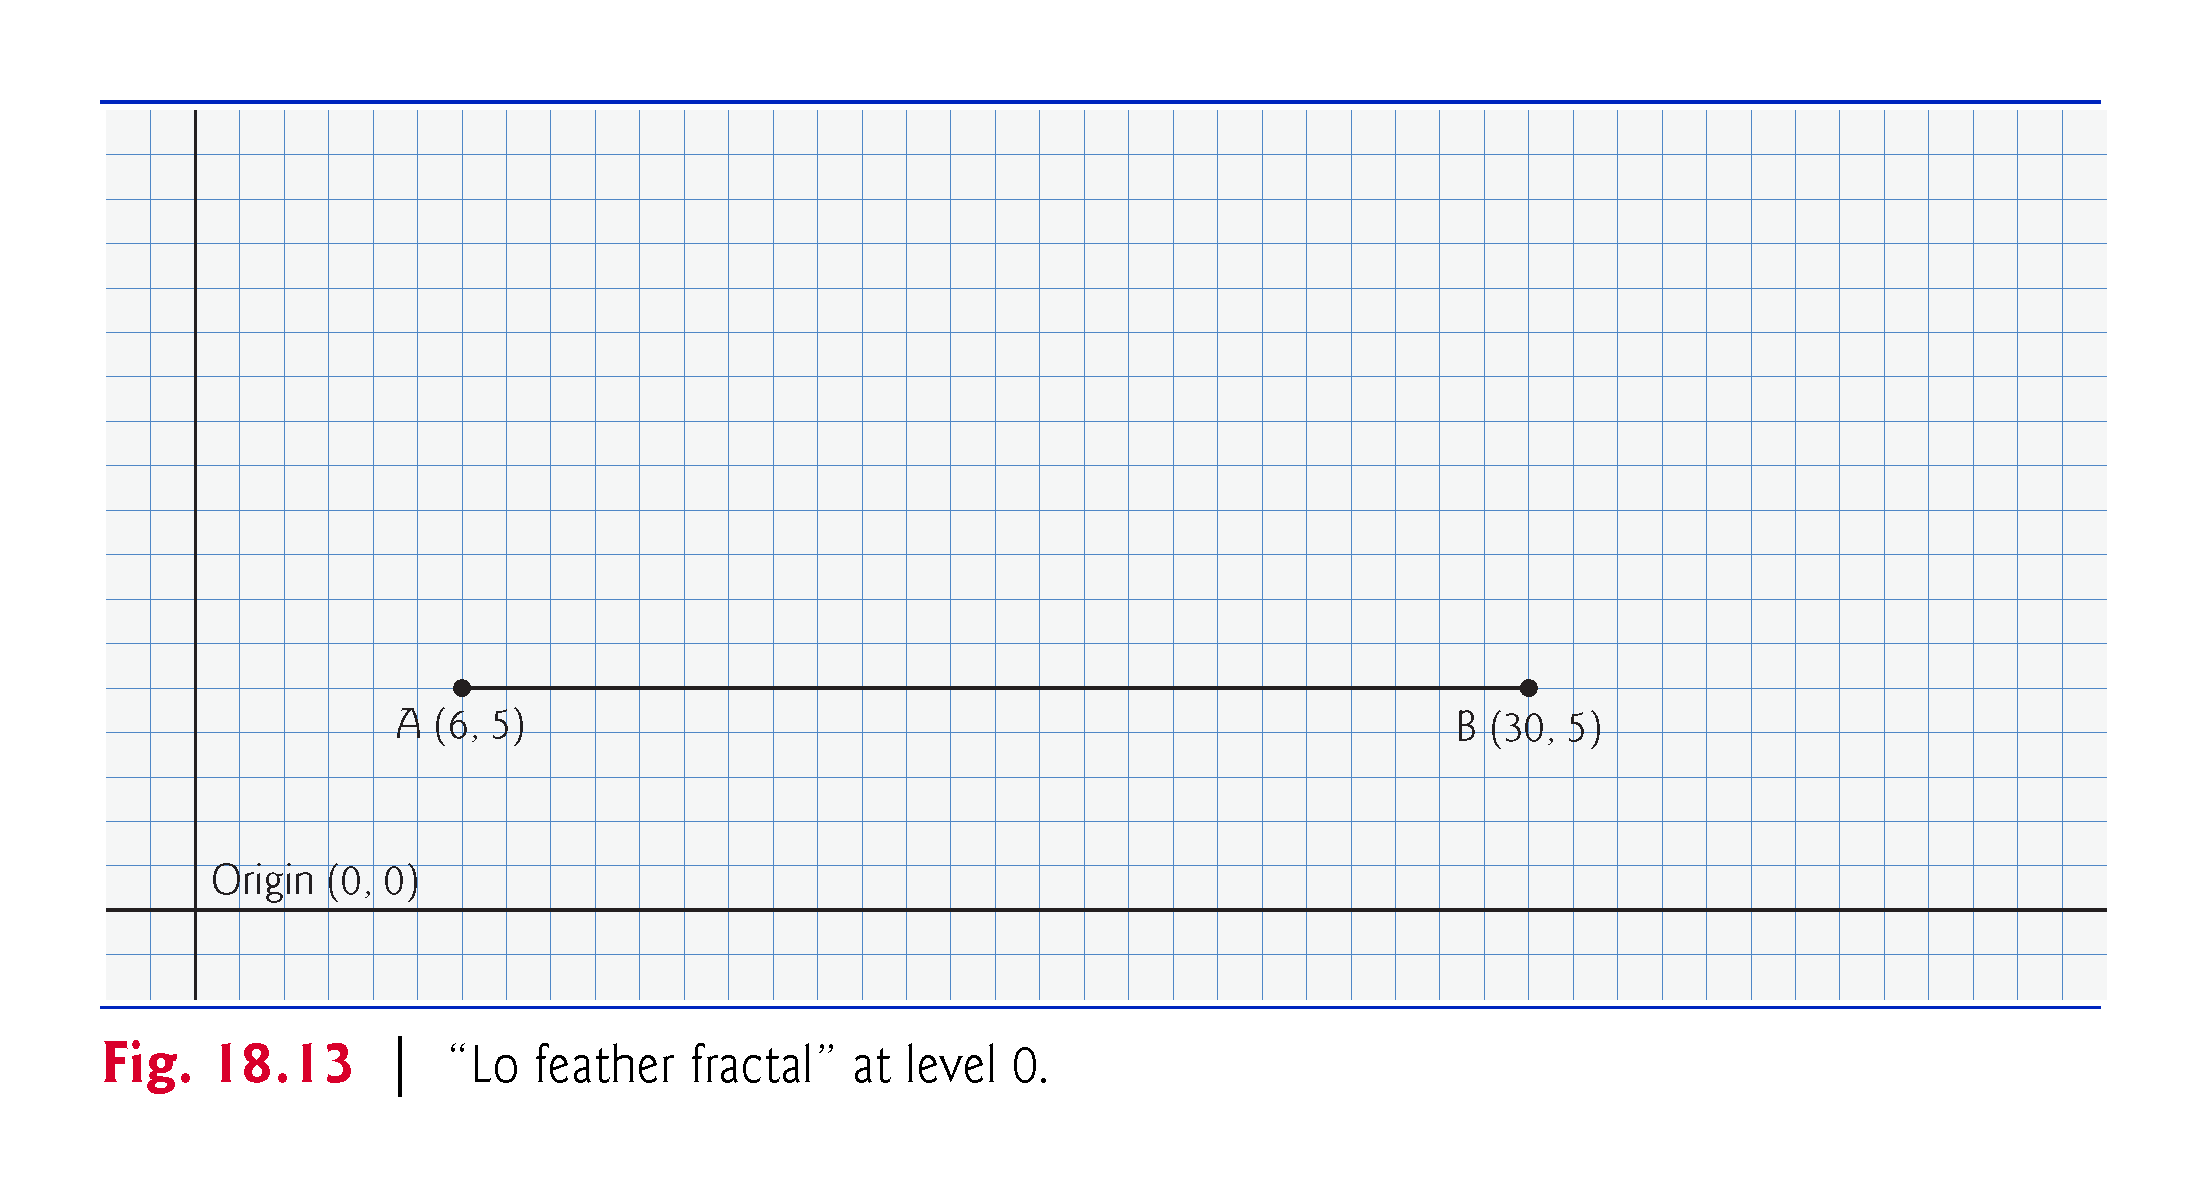 A (6, 5)
B (30, 5)
Origin (0, 0)
Fig. 18.13 | “Lo feather fractal” at level 0.